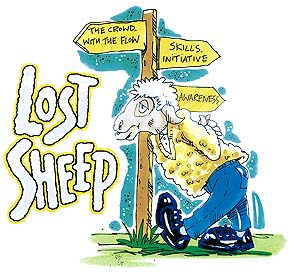 THE CROWD
WITH THE FLOW
SKILLS,
INITIATIVE
AWARENESS
LOST
SHEEP